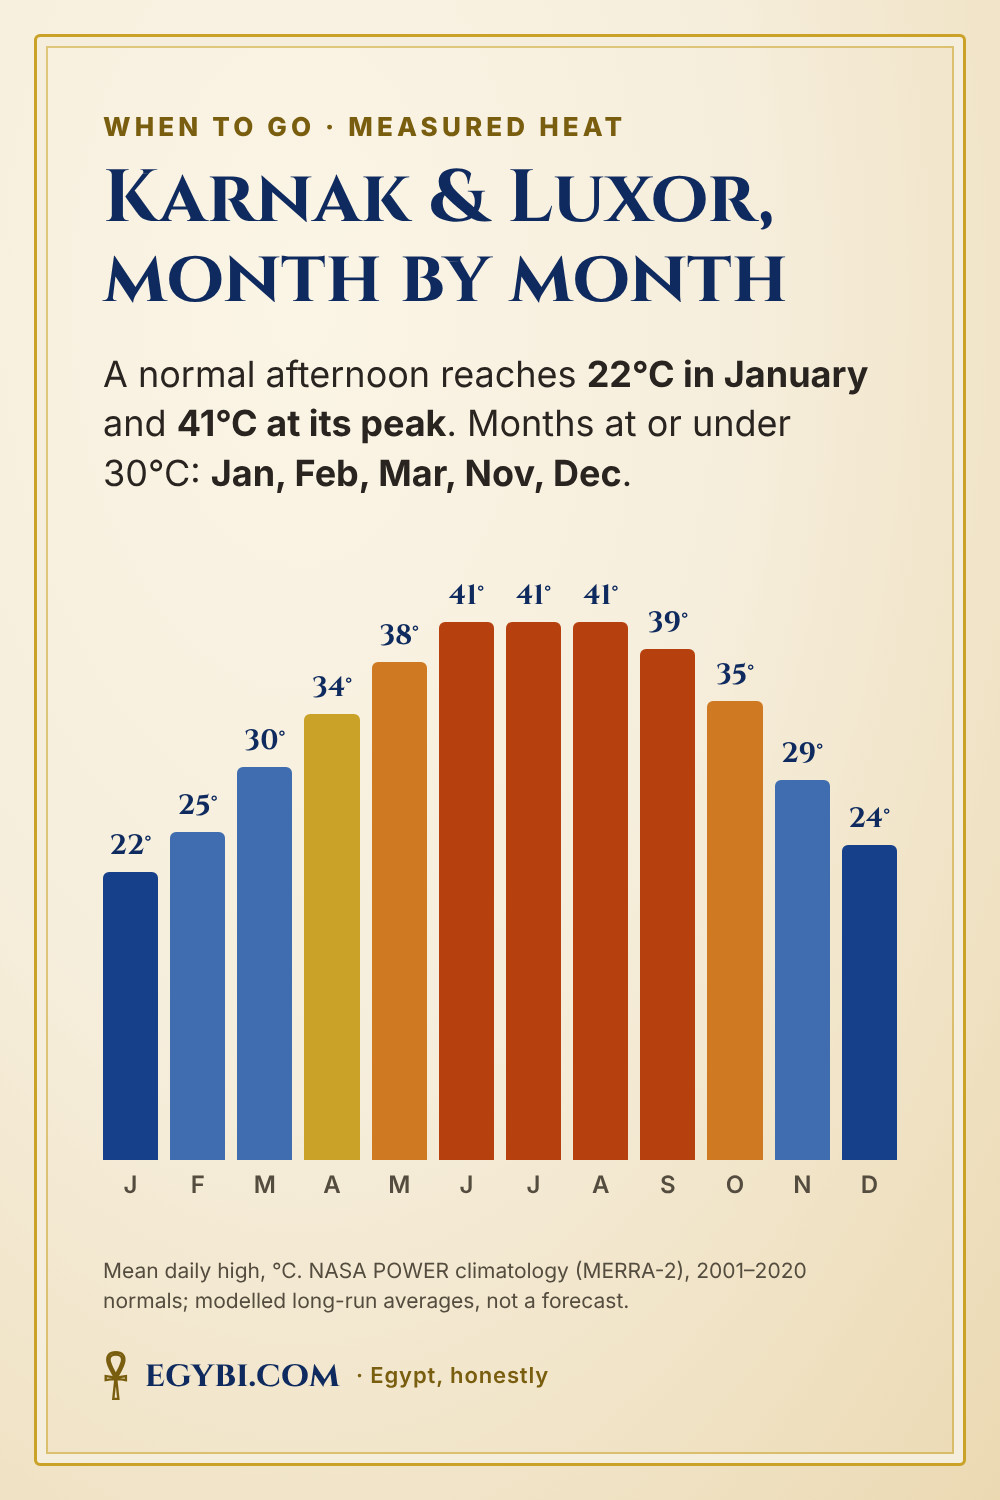 WHEN TO GO · MEASURED HEAT
KARNAK & LUXOR,
MONTH BY MONTH
A normal afternoon reaches 22°C in January
and 41°C at its peak. Months at or under
30°C: Jan, Feb, Mar, Nov, Dec.
22° 25° 30° 34° 38° 41° 41° 41° 39° 35° 29° 24°
J F M A M J J A S O N D
Mean daily high, °C. NASA POWER climatology (MERRA-2), 2001–2020
normals; modelled long-run averages, not a forecast.
EGYBI.COM · Egypt, honestly